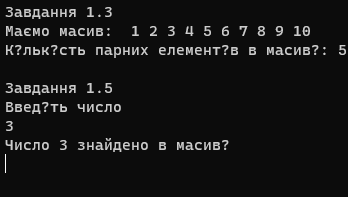 Завдання 1.3
Маємо масив:  1 2 3 4 5 6 7 8 9 10
К?льк?сть парних елемент?в в масив?: 5
Завдання 1.5
Введ?ть число
3
Число 3 знайдено в масив?